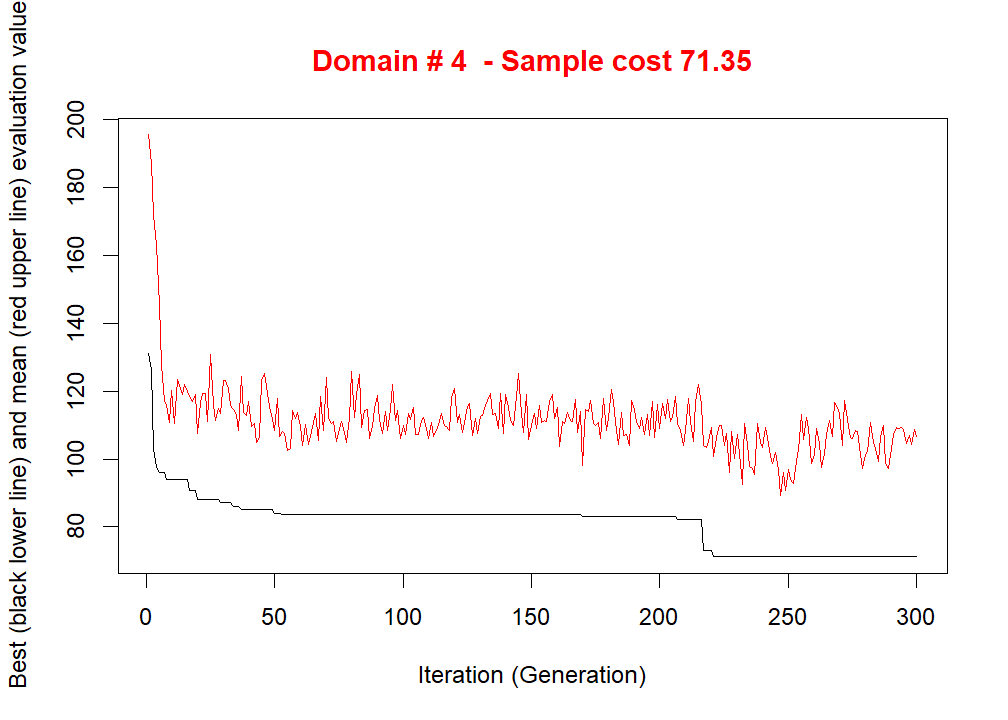 Domain # 4  - Sample cost 71.35
Best (black lower line) and mean (red upper line) evaluation value
200
180
160
140
120
100
80
0 50 100 150 200 250 300
Iteration (Generation)